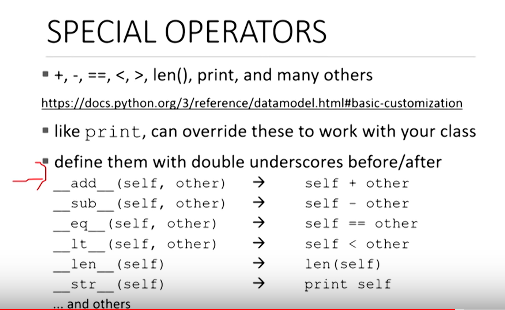 SPECIAL OPERATORS
▪ +, -, ==, <, >, len(), print, and many others
https://docs.python.org/3/reference/datamodel.html#basic-customization
▪ like print, can override these to work with your class
▪ define them with double underscores before/after
__add__(self, other) → self + other
__sub__(self, other) → self - other
__eq__(self, other) → self == other
__lt__(self, other) → self < other
__len__(self) → len(self)
__str__(self) → print self
... and others